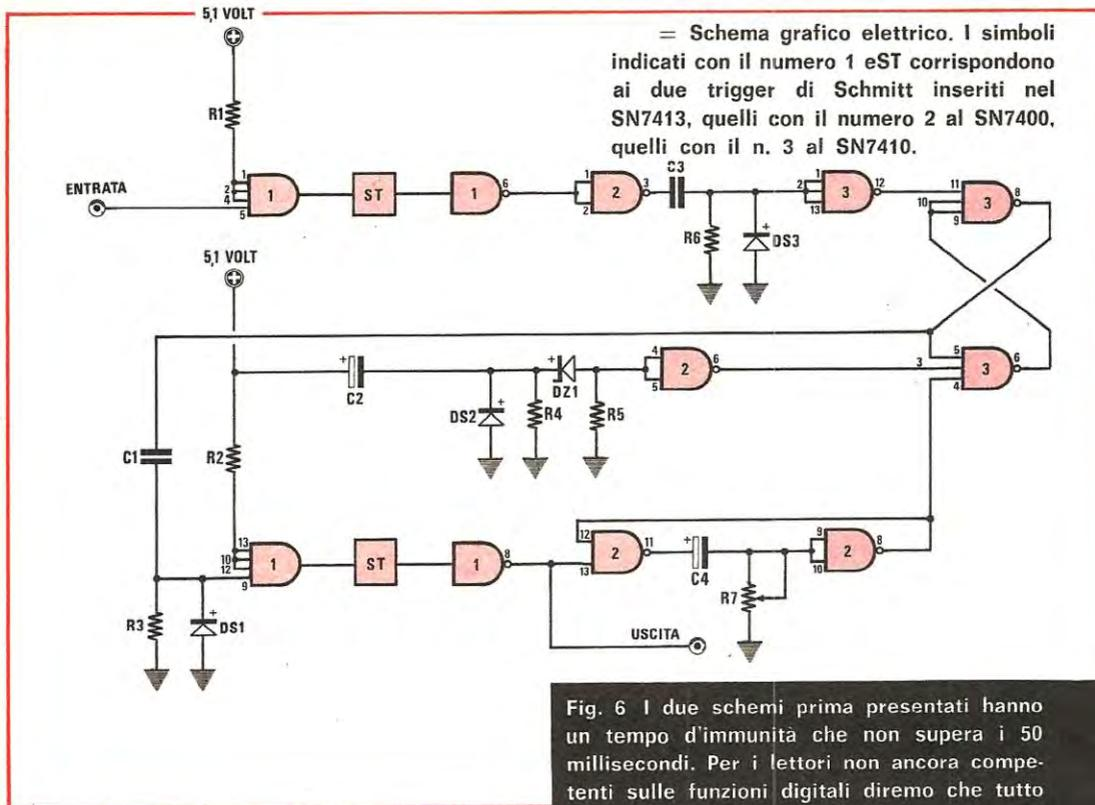 5,1 VOLT
= Schema grafico elettrico. I simboli
indicati con il numero 1 eST corrispondono
ai due trigger di Schmitt inseriti nel
SN7413, quelli con il numero 2 al SN7400,
quelli con il n. 3 al SN7410.
R1
ENTRATA
1
2
4
5
1
ST
1
6
1
2
2
3
C3
R6
DS3
1
2
13
3
12
11
10
9
3
8
5,1 VOLT
C2
DS2
R4
DZ1
R5
4
5
2
6
3
5
4
3
6
C1
R2
13
10
12
9
1
ST
1
8
12
13
2
11
C4
R7
9
10
2
8
R3
DS1
USCITA
Fig. 6 I due schemi prima presentati hanno
un tempo d'immunità che non supera i 50
millisecondi. Per i lettori non ancora compe-
tenti sulle funzioni digitali diremo che tutto